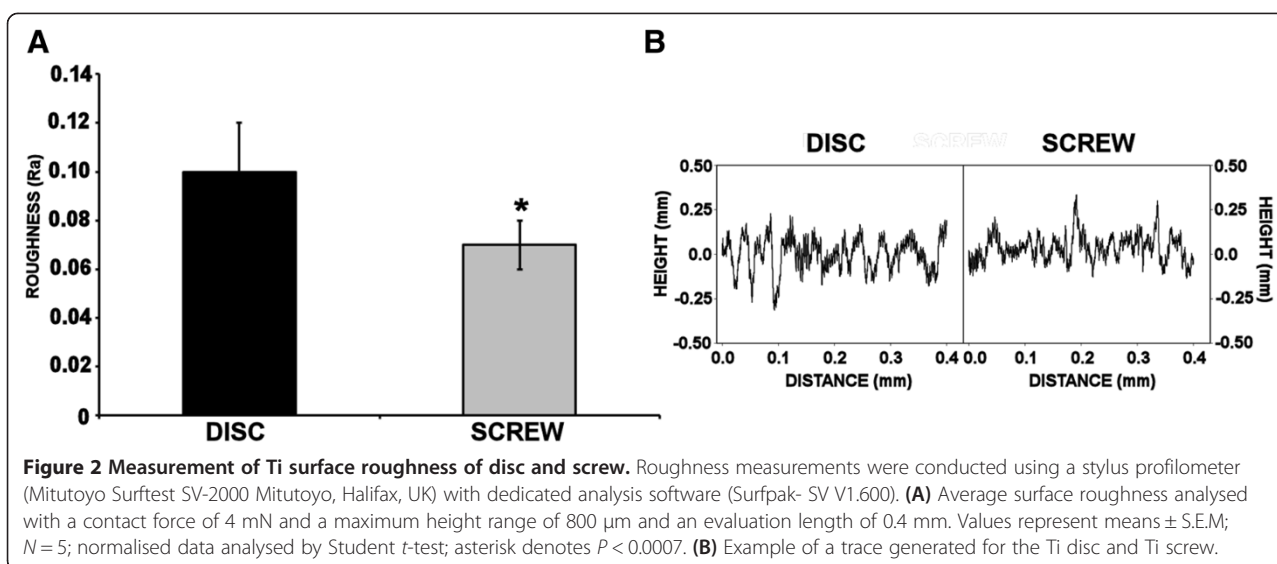 A
B
0.14
0.12
0.10
0.08
0.06
0.04
0.02
0
ROUGHNESS (Ra)
*
DISC
SCREW
SCREW
DISC
SCREW
0.50
0.25
0.0
-0.25
-0.50
HEIGHT (mm)
0.50
0.25
0.0
-0.25
-0.50
HEIGHT (mm)
0.0 0.1 0.2 0.3 0.4
0.0 0.1 0.2 0.3 0.4
DISTANCE (mm)
DISTANCE (mm)
Figure 2 Measurement of Ti surface roughness of disc and screw. Roughness measurements were conducted using a stylus profilometer
(Mitutoyo Surftest SV-2000 Mitutoyo, Halifax, UK) with dedicated analysis software (Surfpak- SV V1.600). (A) Average surface roughness analysed
with a contact force of 4 mN and a maximum height range of 800 μm and an evaluation length of 0.4 mm. Values represent means ± S.E.M;
N = 5; normalised data analysed by Student t-test; asterisk denotes P < 0.0007. (B) Example of a trace generated for the Ti disc and Ti screw.